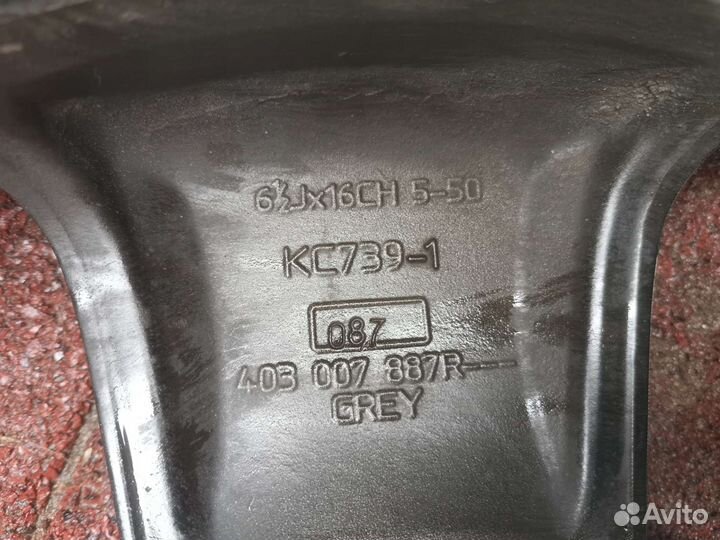 6½Jx16CH 5-50
KC739-1
087
403 007 887R
GREY
Avito